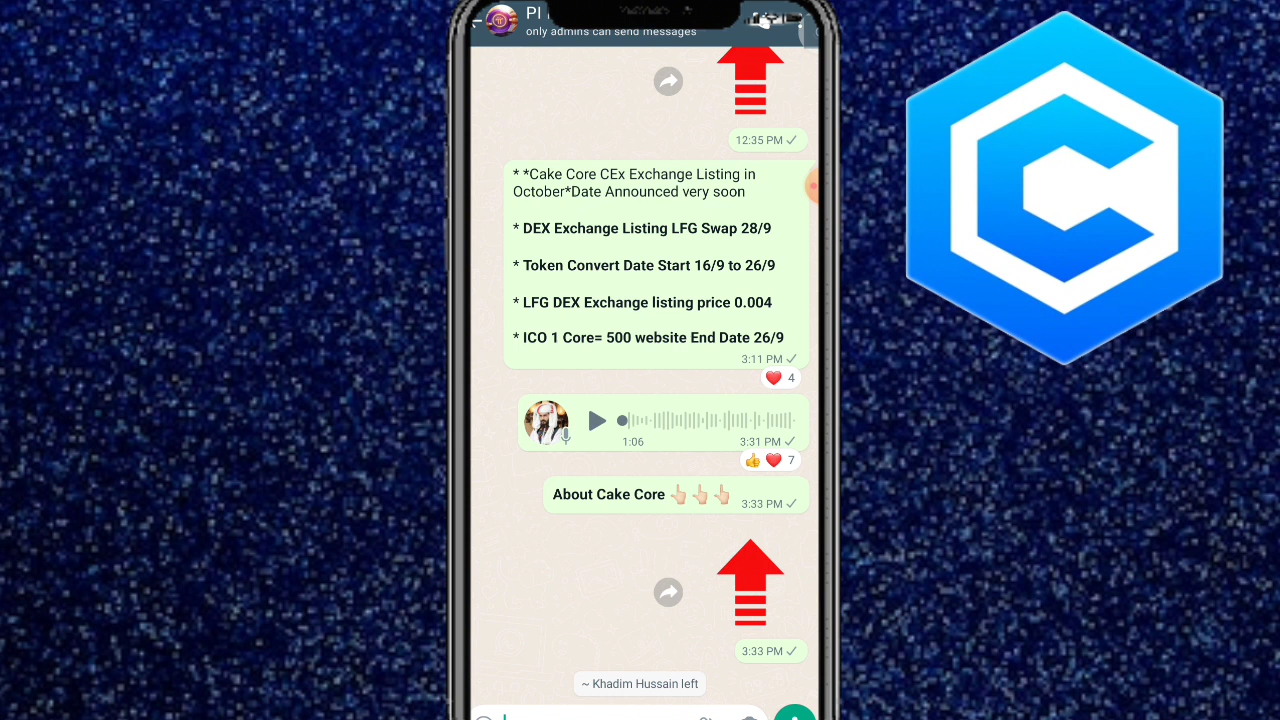 PI
only admins can send messages
12:35 PM
* *Cake Core CEx Exchange Listing in
October*Date Announced very soon
* DEX Exchange Listing LFG Swap 28/9
* Token Convert Date Start 16/9 to 26/9
* LFG DEX Exchange listing price 0.004
* ICO 1 Core= 500 website End Date 26/9
3:11 PM
❤️ 4
1:06
3:31 PM
👍 ❤️ 7
About Cake Core 👆🏻👆🏻👆🏻
3:33 PM
3:33 PM
~ Khadim Hussain left